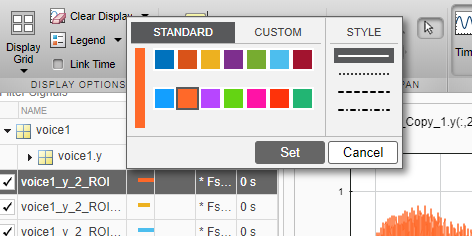 Display
Grid
Clear Display
Legend
Link Time
DISPLAY OPTIONS
STANDARD
CUSTOM
STYLE
Set
Cancel
Time
PAN
Filter Signals
NAME
voice1
voice1.y
voice1_y_2_ROI
* Fs...
0 s
voice1_y_2_ROI...
* Fs...
0 s
voice1_y_2_ROI...
* Fs...
0 s
_Copy_1.y(:,2
1